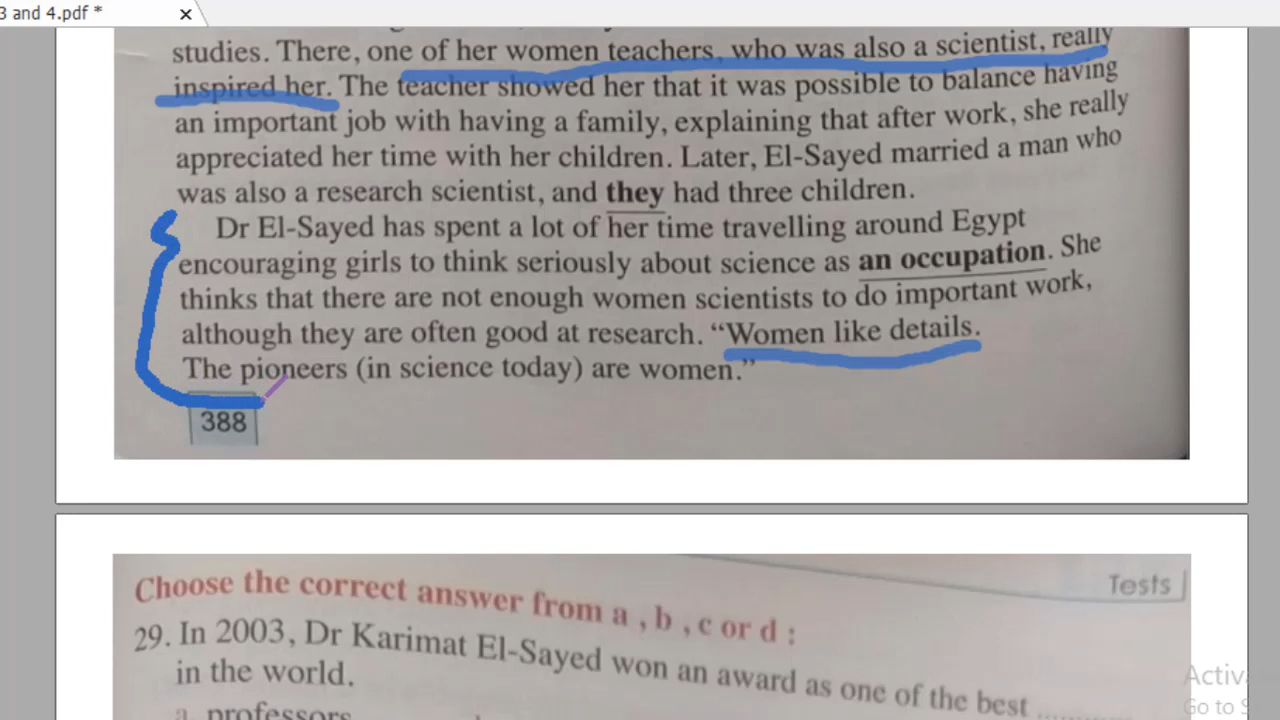 3 and 4.pdf *
studies. There, one of her women teachers, who was also a scientist, really
inspired her. The teacher showed her that it was possible to balance having
an important job with having a family, explaining that after work, she really
appreciated her time with her children. Later, El-Sayed married a man who
was also a research scientist, and they had three children.
Dr El-Sayed has spent a lot of her time travelling around Egypt
encouraging girls to think seriously about science as an occupation. She
thinks that there are not enough women scientists to do important work,
although they are often good at research. “Women like details.
The pioneers (in science today) are women.”
388
Tests
Choose the correct answer from a , b , c or d :
29. In 2003, Dr Karimat El-Sayed won an award as one of the best ........
in the world.
a. professors
Activ
Go to S